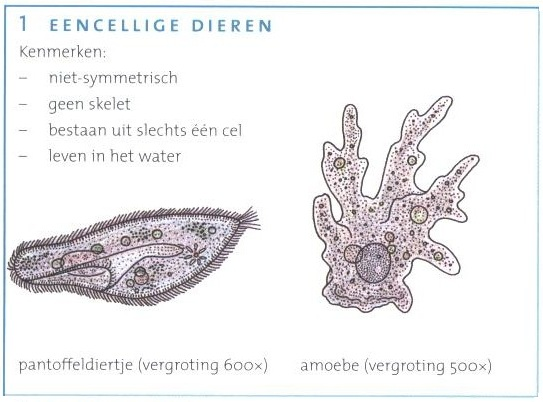 1 EENCELLIGE DIEREN
Kenmerken:
– niet-symmetrisch
– geen skelet
– bestaan uit slechts één cel
– leven in het water
pantoffeldiertje (vergroting 600×) amoebe (vergroting 500×)